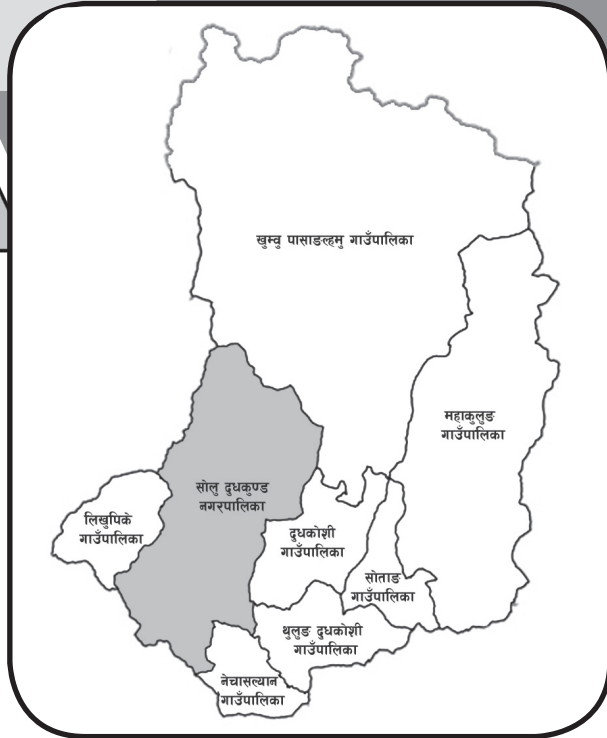 खुम्वु पासाङल्हमु गाउँपालिका
महाकुलुङ
गाउँपालिका
सोलु दुधकुण्ड
नगरपालिका
लिखुपिके
गाउँपालिका
दुधकोशी
गाउँपालिका
सोताङ
गाउँपालिका
थुलुङ दुधकोशी
गाउँपालिका
नेचासल्यान
गाउँपालिका